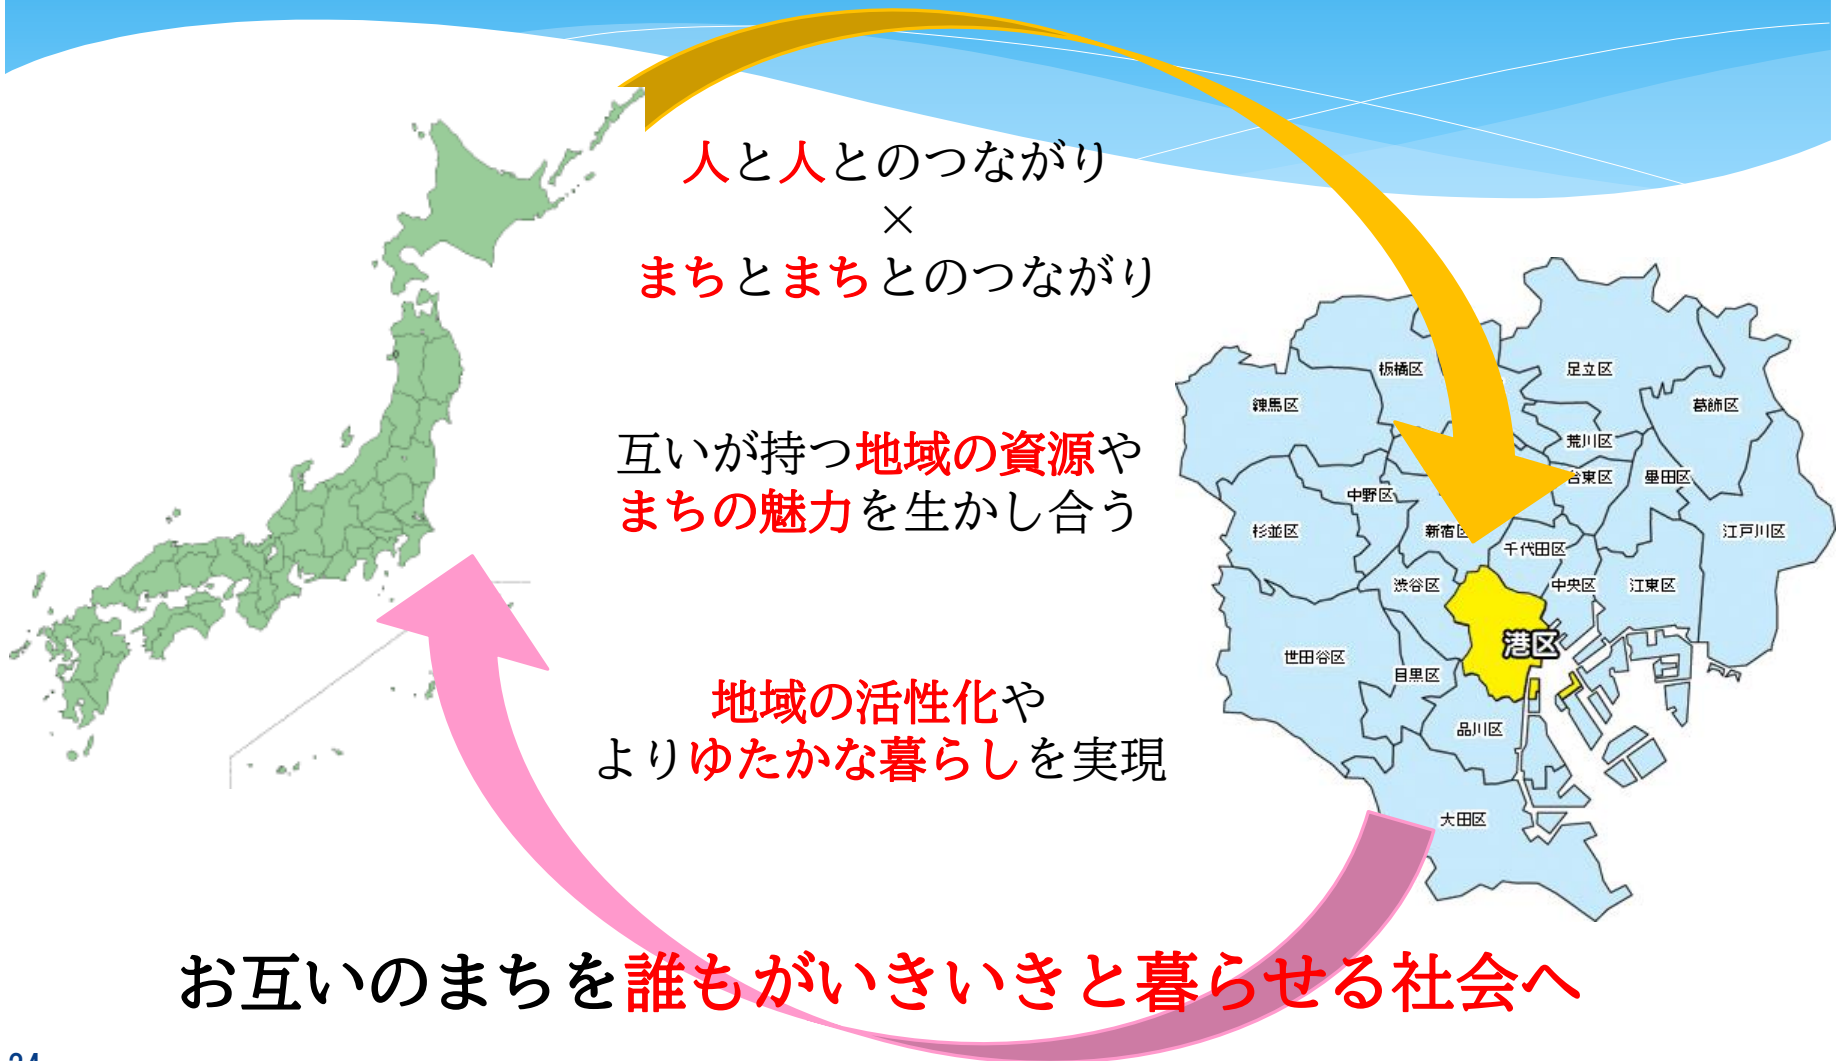 人と人とのつながり
×
まちとまちとのつながり
互いが持つ地域の資源や
まちの魅力を生かし合う
地域の活性化や
よりゆたかな暮らしを実現
お互いのまちを誰もがいきいきと暮らせる社会へ
板橋区
足立区
練馬区
葛飾区
荒川区
台東区
墨田区
中野区
杉並区
新宿区
江戸川区
千代田区
渋谷区
中央区
江東区
港区
世田谷区
目黒区
品川区
大田区